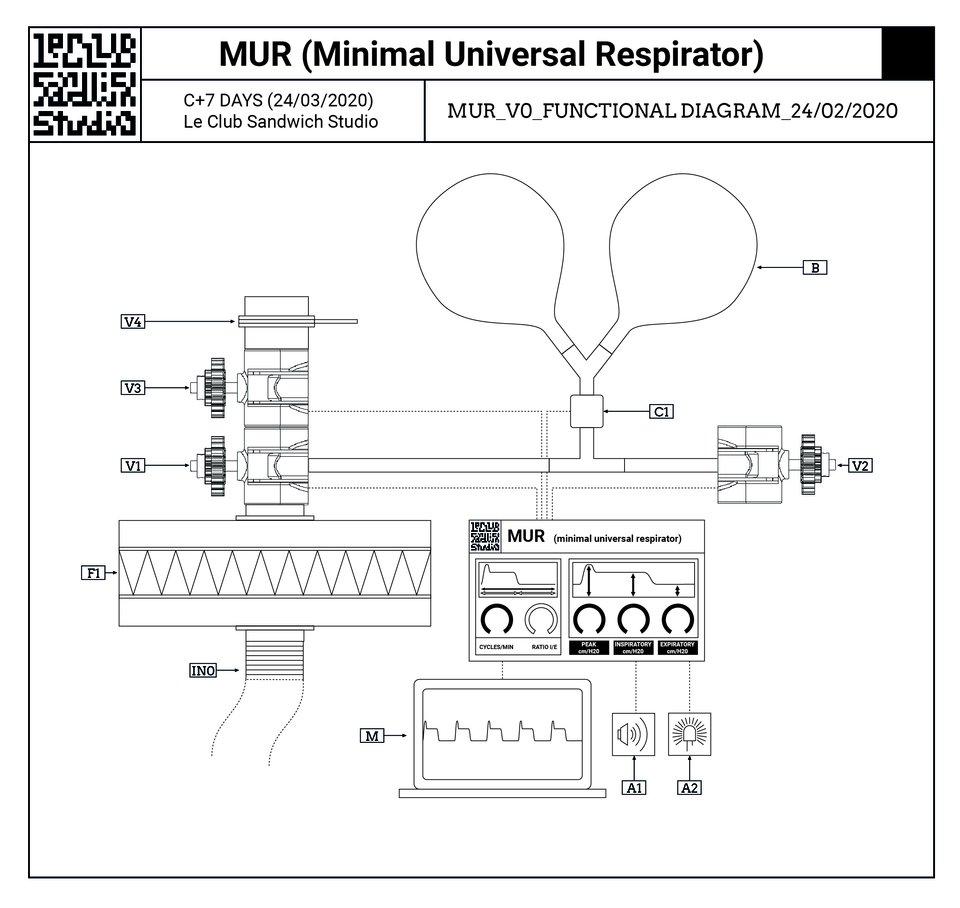 LeCLUB
Sandwich
Studio
MUR (Minimal Universal Respirator)
C+7 DAYS (24/03/2020)
Le Club Sandwich Studio
MUR_V0_FUNCTIONAL DIAGRAM_24/02/2020
B
V4
V3
C1
V1
V2
F1
LeCLUB
Sandwich
Studio
MUR (minimal universal respirator)
CYCLES/MIN
RATIO I/E
PEAK
cm/H20
INSPIRATORY
cm/H20
EXPIRATORY
cm/H20
IN0
M
A1
A2